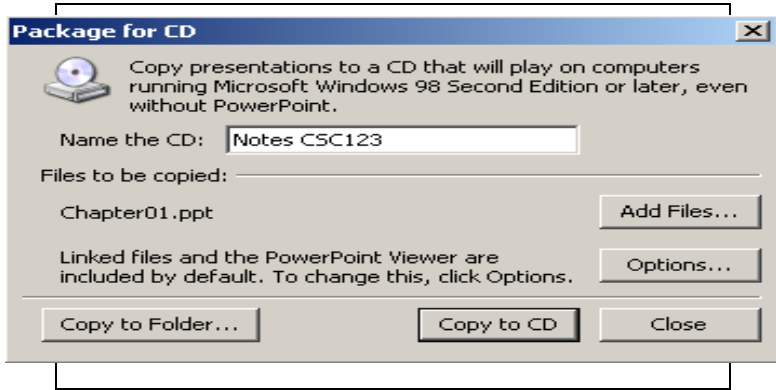 Package for CD
Copy presentations to a CD that will play on computers
running Microsoft Windows 98 Second Edition or later, even
without PowerPoint.
Name the CD: Notes CSC123
Files to be copied:
Chapter01.ppt
Add Files...
Linked files and the PowerPoint Viewer are
included by default. To change this, click Options.
Options...
Copy to Folder...
Copy to CD
Close